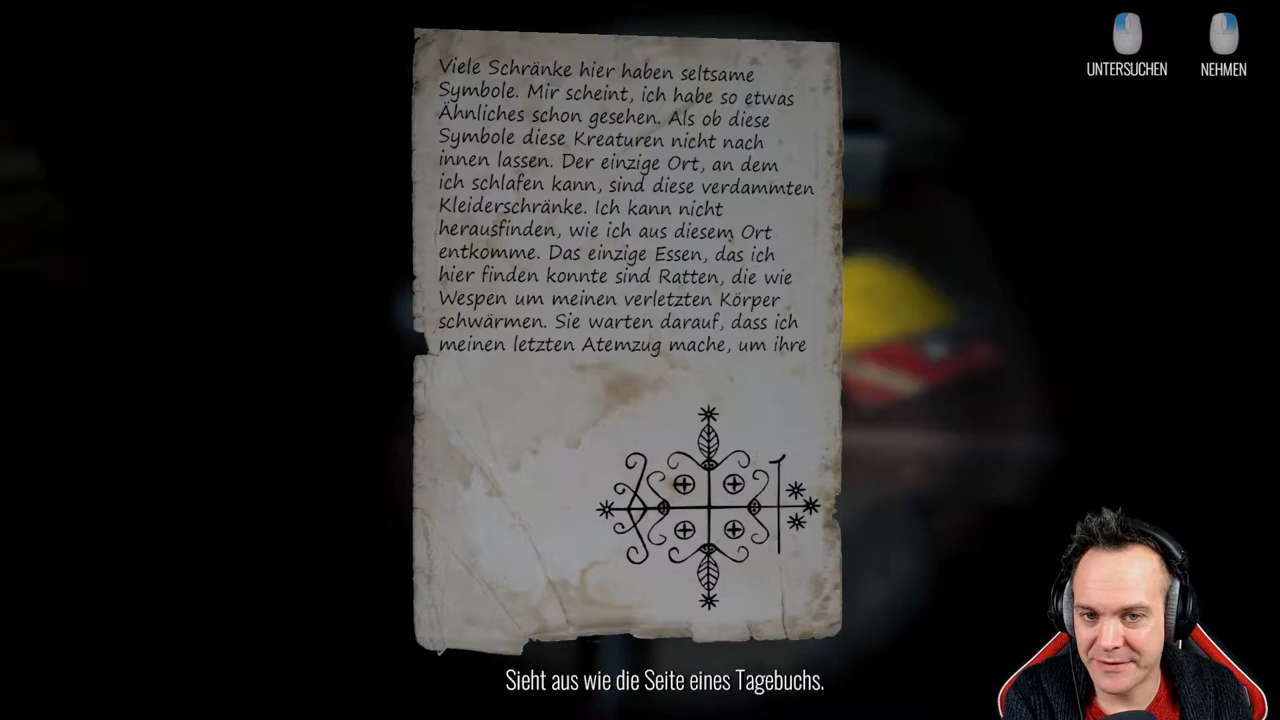 UNTERSUCHEN
NEHMEN
Viele Schränke hier haben seltsame
Symbole. Mir scheint, ich habe so etwas
Ähnliches schon gesehen. Als ob diese
Symbole diese Kreaturen nicht nach
innen lassen. Der einzige Ort, an dem
ich schlafen kann, sind diese verdammten
Kleiderschränke. Ich kann nicht
herausfinden, wie ich aus diesem Ort
entkomme. Das einzige Essen, das ich
hier finden konnte sind Ratten, die wie
Wespen um meinen verletzten Körper
schwärmen. Sie warten darauf, dass ich
meinen letzten Atemzug mache, um ihre
Sieht aus wie die Seite eines Tagebuchs.